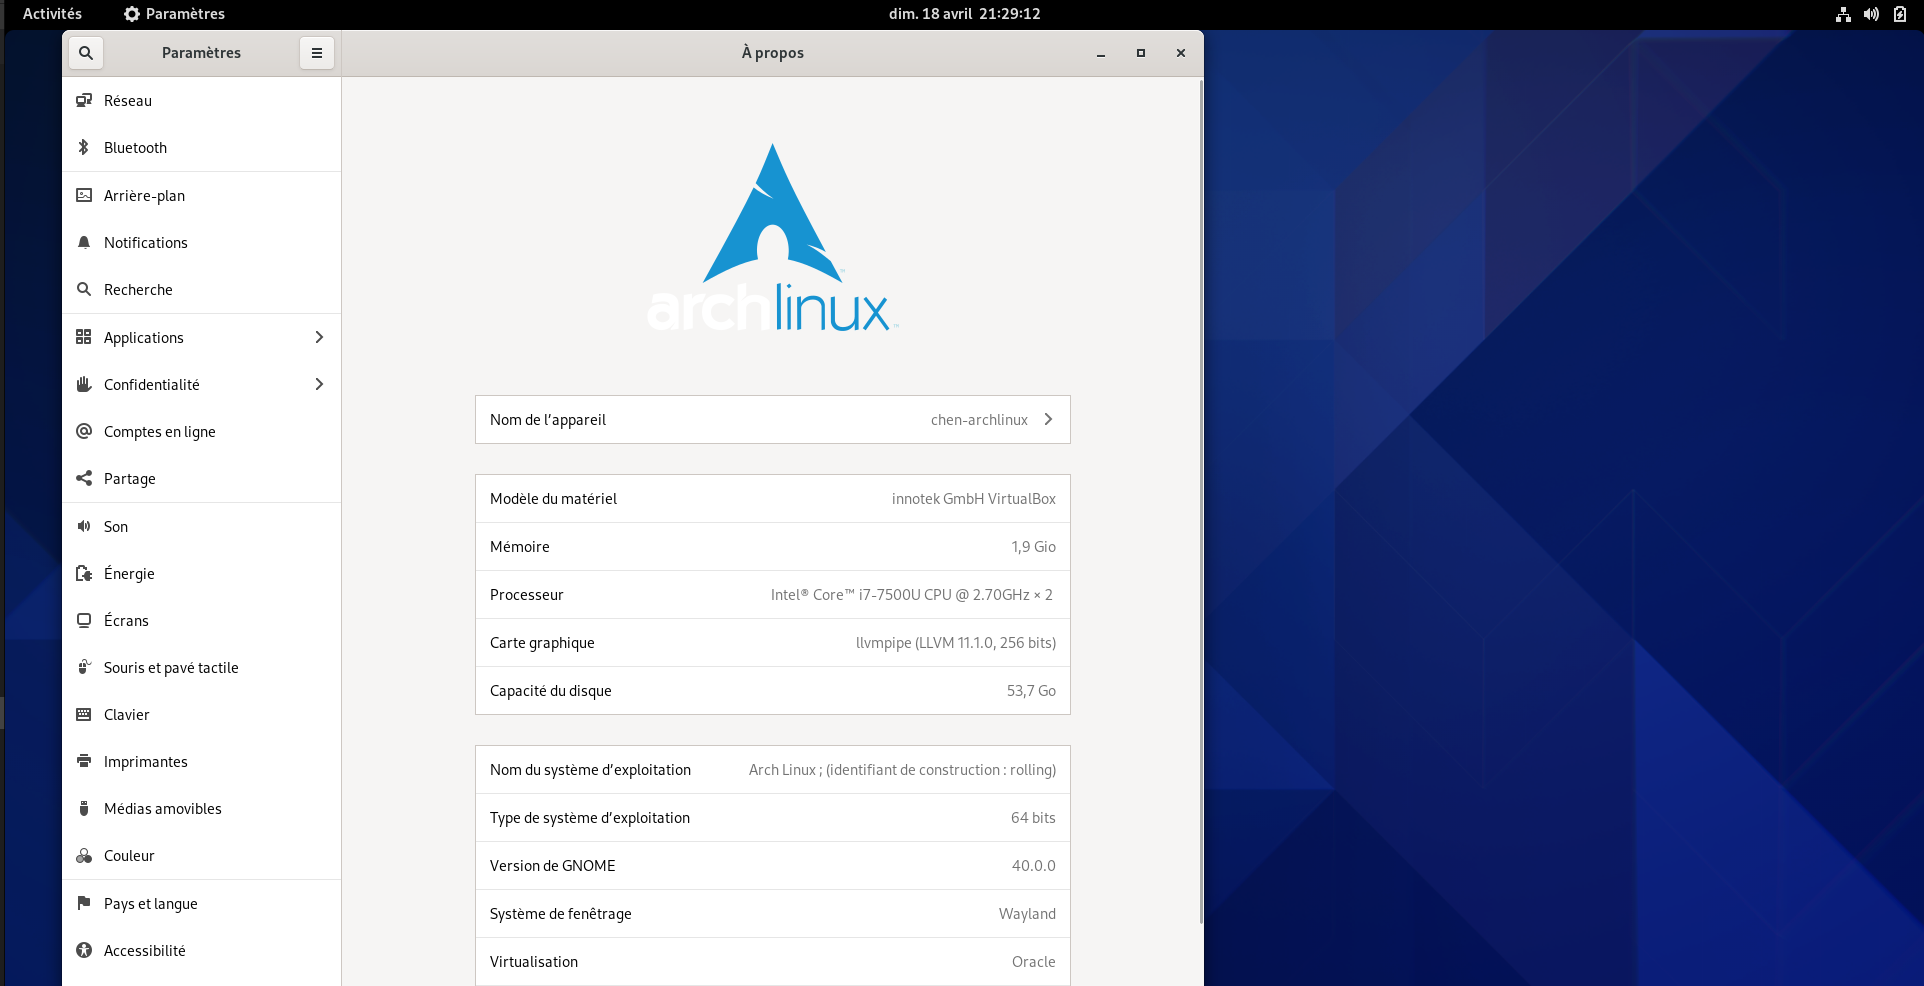 Activités
Paramètres
dim. 18 avril 21:29:12
Paramètres
À propos
Réseau
Bluetooth
Arrière-plan
Notifications
Recherche
Applications
Confidentialité
Comptes en ligne
Partage
Son
Énergie
Écrans
Souris et pavé tactile
Clavier
Imprimantes
Médias amovibles
Couleur
Pays et langue
Accessibilité
archlinux
Nom de l’appareil chen-archlinux
Modèle du matériel innotek GmbH VirtualBox
Mémoire 1,9 Gio
Processeur Intel® Core™ i7-7500U CPU @ 2.70GHz × 2
Carte graphique llvmpipe (LLVM 11.1.0, 256 bits)
Capacité du disque 53,7 Go
Nom du système d’exploitation Arch Linux ; (identifiant de construction : rolling)
Type de système d’exploitation 64 bits
Version de GNOME 40.0.0
Système de fenêtrage Wayland
Virtualisation Oracle